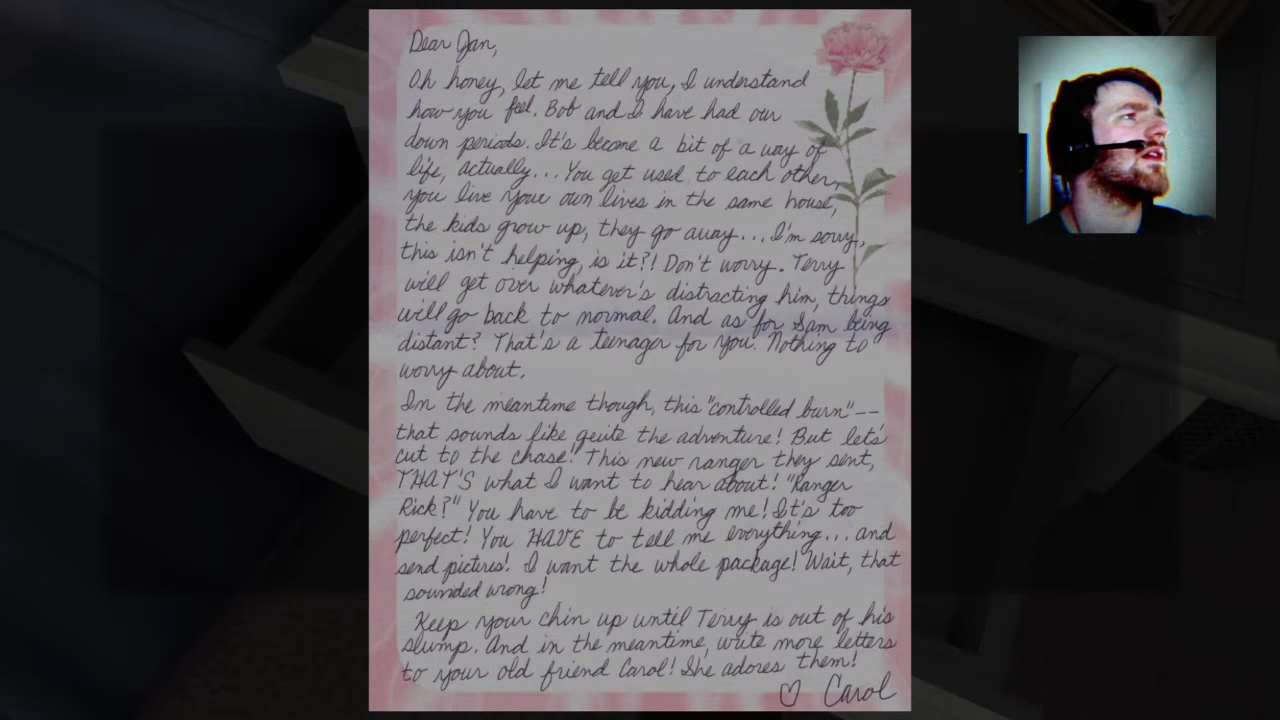 Dear Jan,
Oh honey, let me tell you, I understand
how you feel. Bob and I have had our
down periods. It's become a bit of a way of
life, actually... You get used to each other,
you live your own lives in the same house,
the kids grow up, they go away... I'm sorry,
this isn't helping, is it?! Don't worry. Terry
will get over whatever's distracting him, things
will go back to normal. And as for Sam being
distant? That's a teenager for you. Nothing to
worry about.
In the meantime though, this "controlled burn"--
that sounds like quite the adventure! But let's
cut to the chase! This new ranger they sent,
THAT'S what I want to hear about! "Ranger
Rick?" You have to be kidding me! It's too
perfect! You HAVE to tell me everything... and
send pictures! I want the whole package! Wait, that
sounded wrong!
Keep your chin up until Terry is out of his
slump. And in the meantime, write more letters
to your old friend Carol! She adores them!
♡ Carol